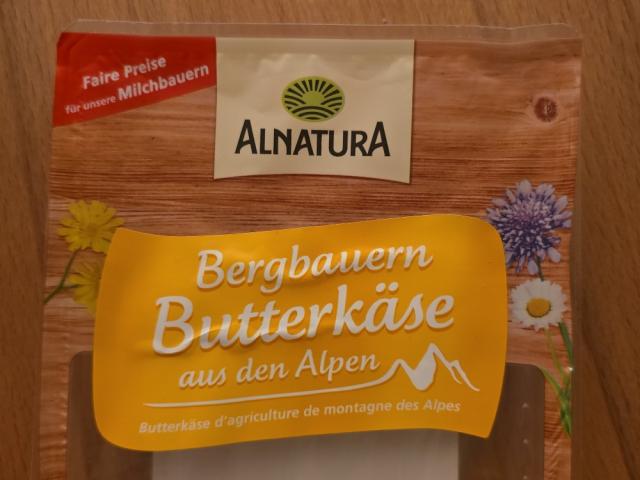 Faire Preise
für unsere Milchbauern
ALNATURA
Bergbauern
Butterkäse
aus den Alpen
Butterkäse d'agriculture de montagne des Alpes